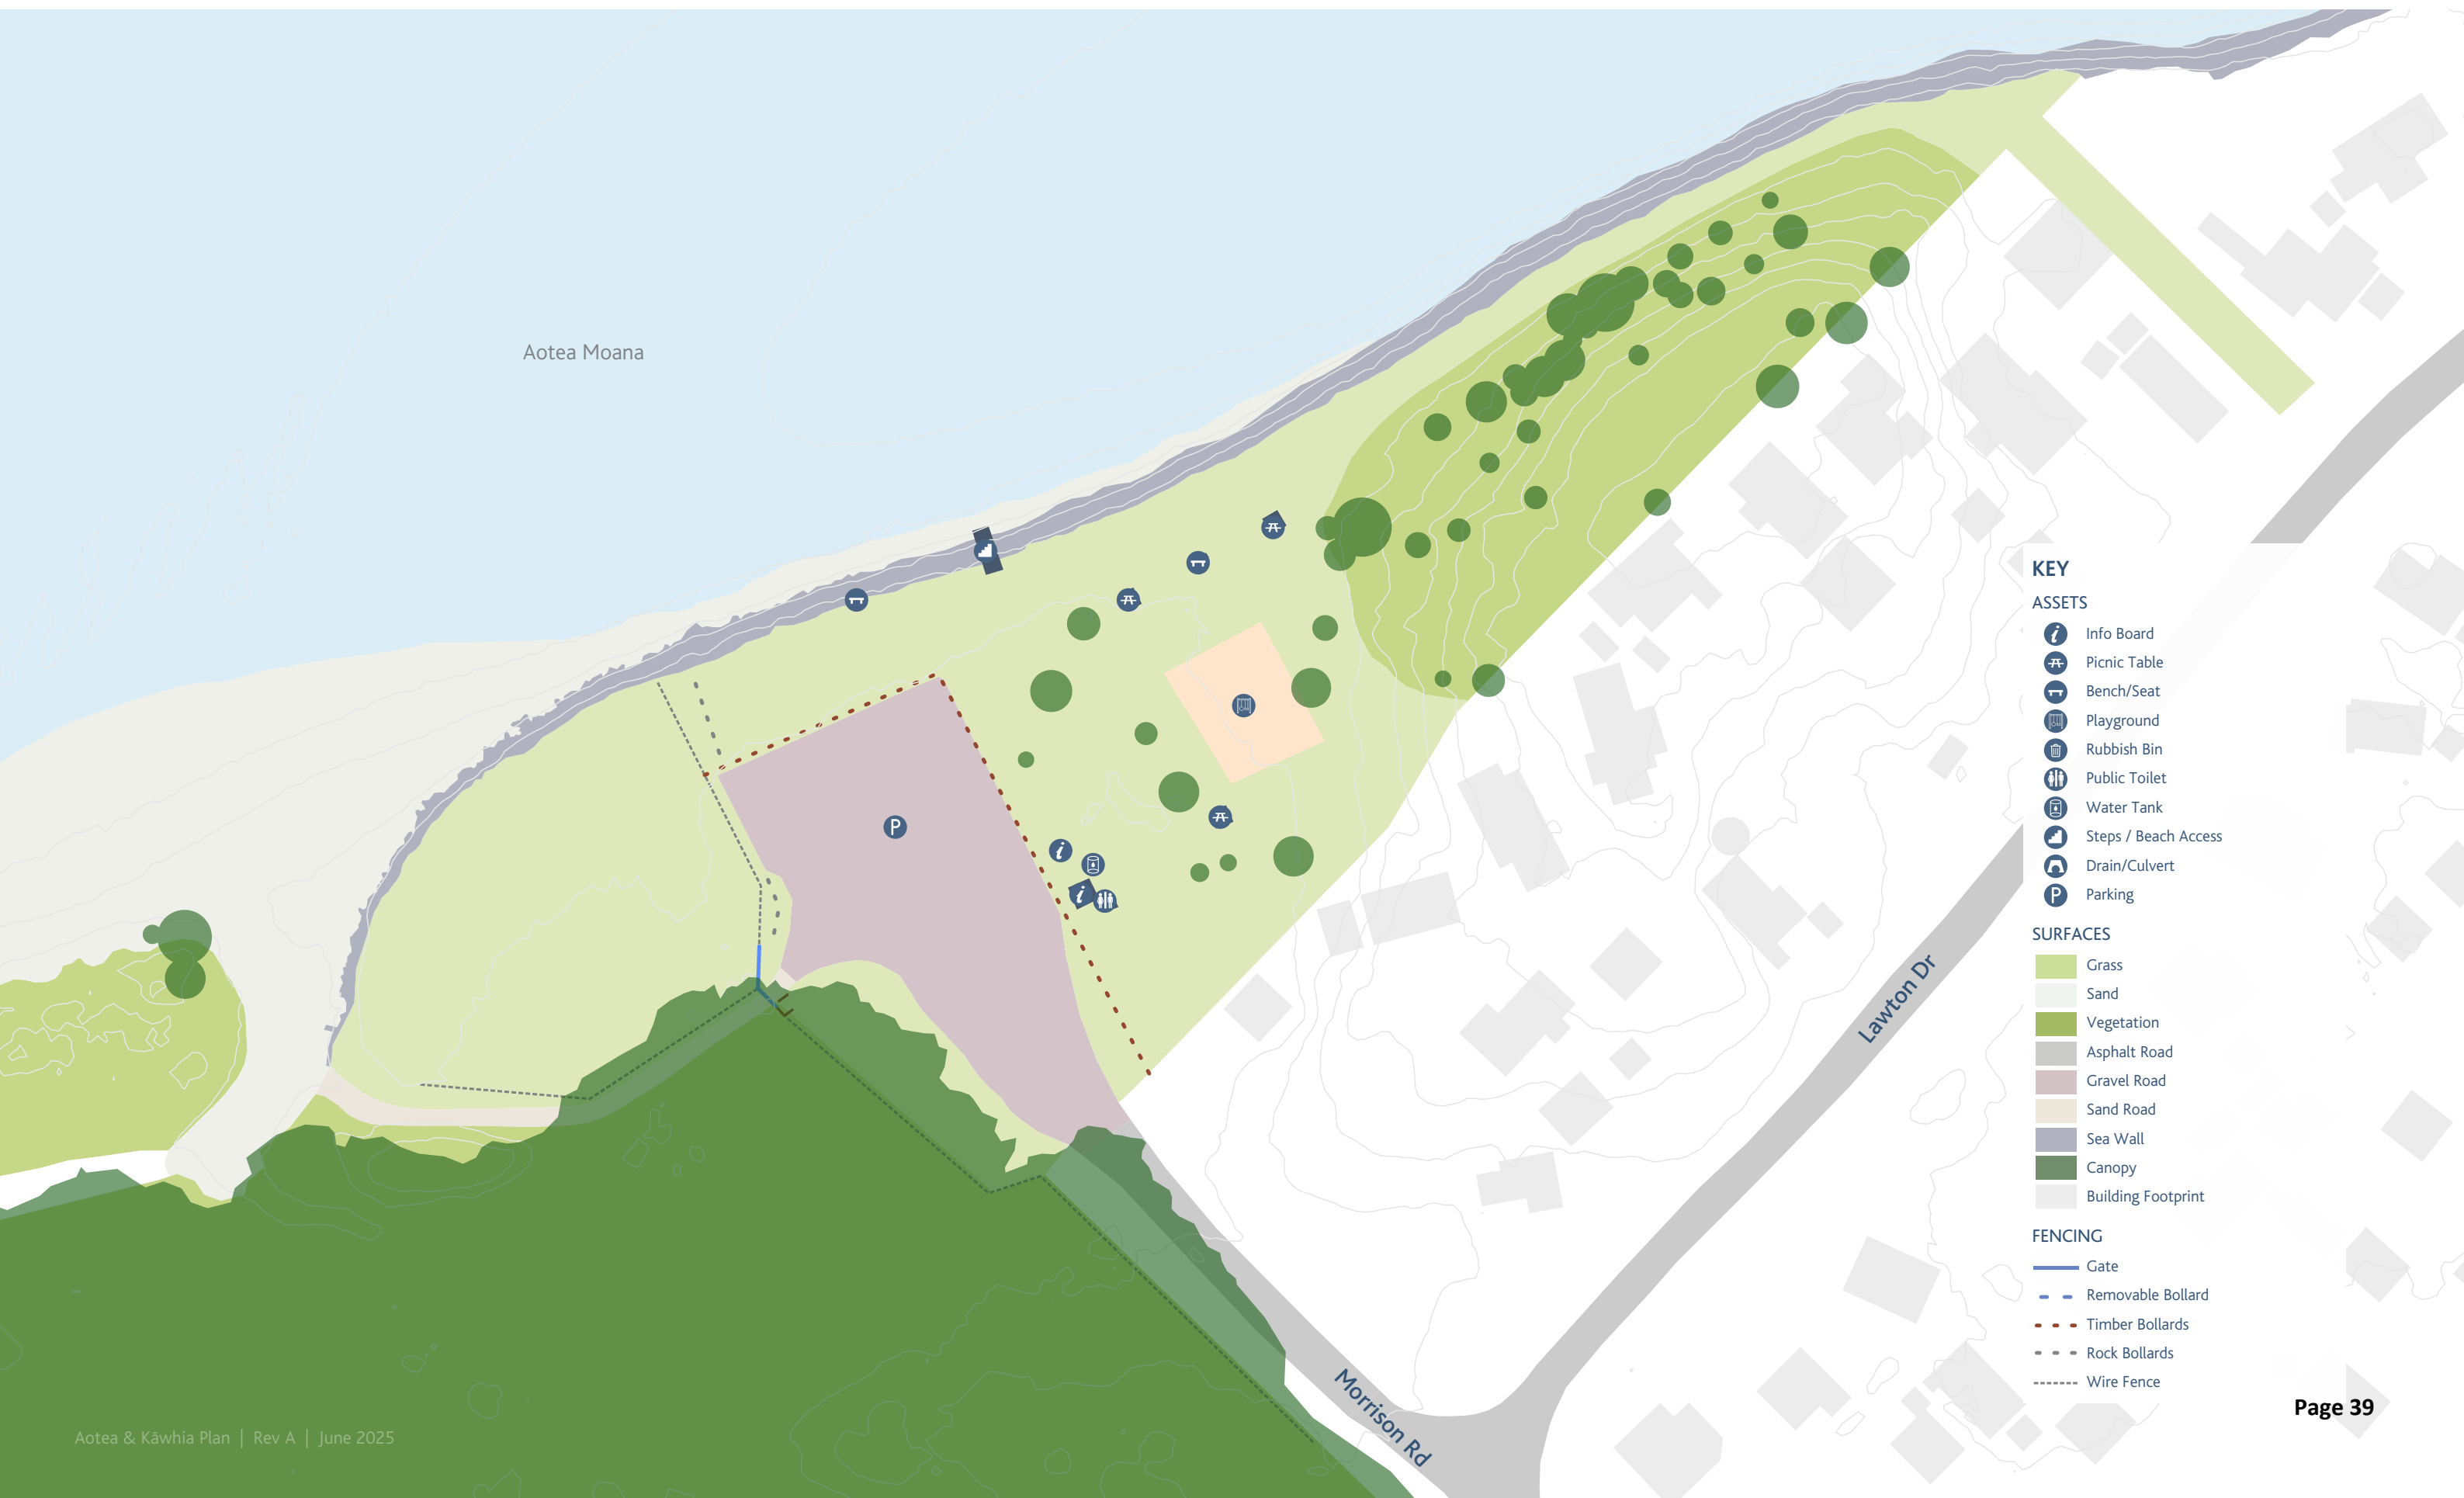 Aotea Moana
KEY
ASSETS
Info Board
Picnic Table
Bench/Seat
Playground
Rubbish Bin
Public Toilet
Water Tank
Steps / Beach Access
Drain/Culvert
P Parking
SURFACES
Grass
Sand
Vegetation
Asphalt Road
Gravel Road
Sand Road
Sea Wall
Canopy
Building Footprint
FENCING
Gate
Removable Bollard
Timber Bollards
Rock Bollards
Wire Fence
P
Lawton Dr
Morrison Rd
Page 39
Aotea & Kāwhia Plan | Rev A | June 2025